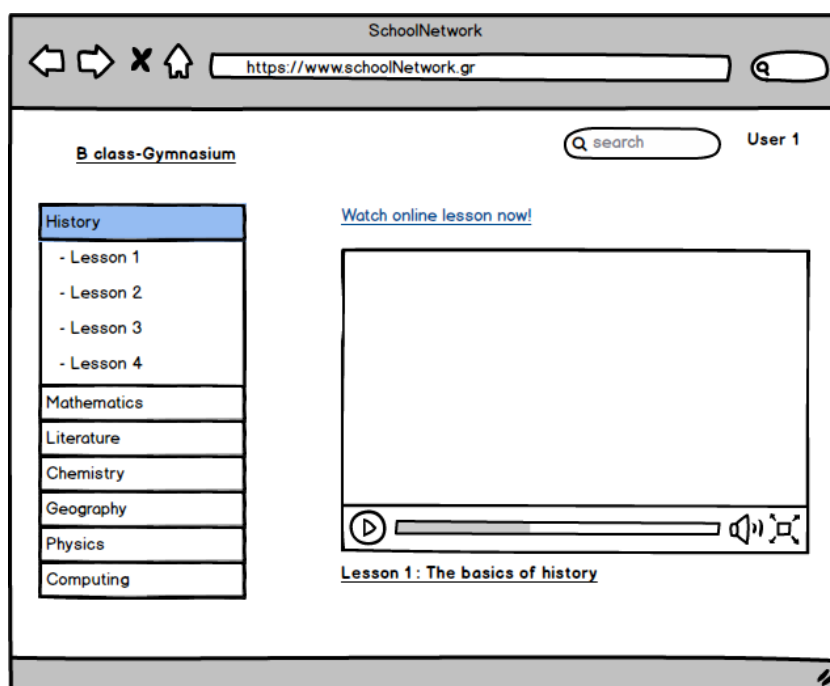 SchoolNetwork
https://www.schoolNetwork.gr
search
User 1
B class-Gymnasium
History
- Lesson 1
- Lesson 2
- Lesson 3
- Lesson 4
Mathematics
Literature
Chemistry
Geography
Physics
Computing
Watch online lesson now!
Lesson 1 : The basics of history